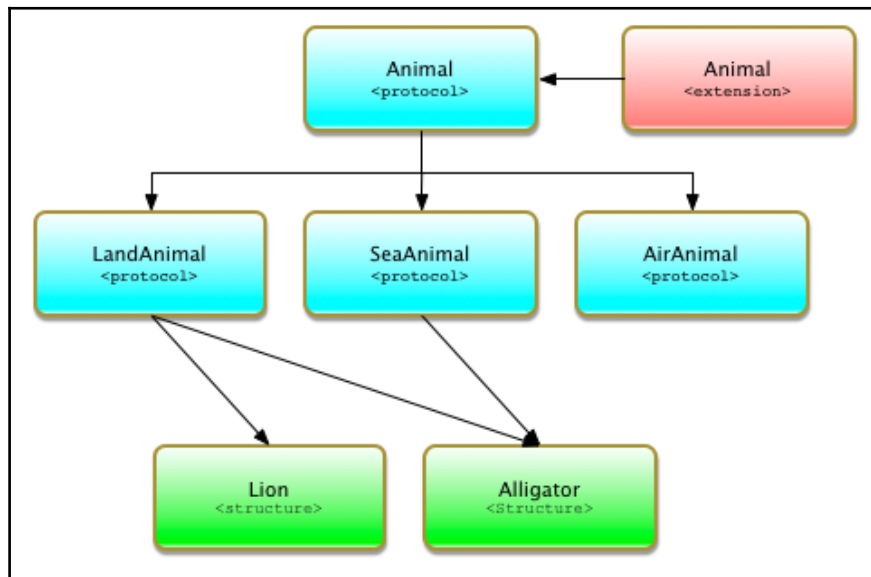 Animal
<protocol>
Animal
<extension>
LandAnimal
<protocol>
SeaAnimal
<protocol>
AirAnimal
<protocol>
Lion
<structure>
Alligator
<Structure>